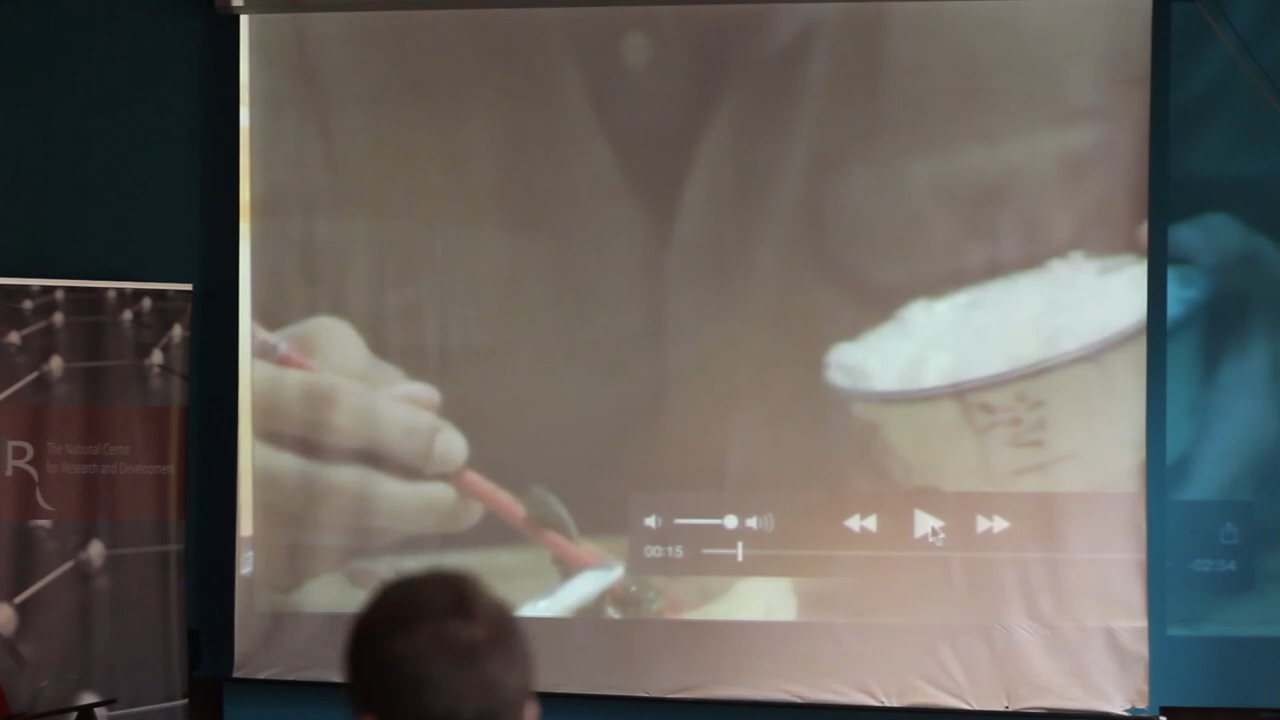 R
The National Centre
for Research and Development
00:15
-02:54